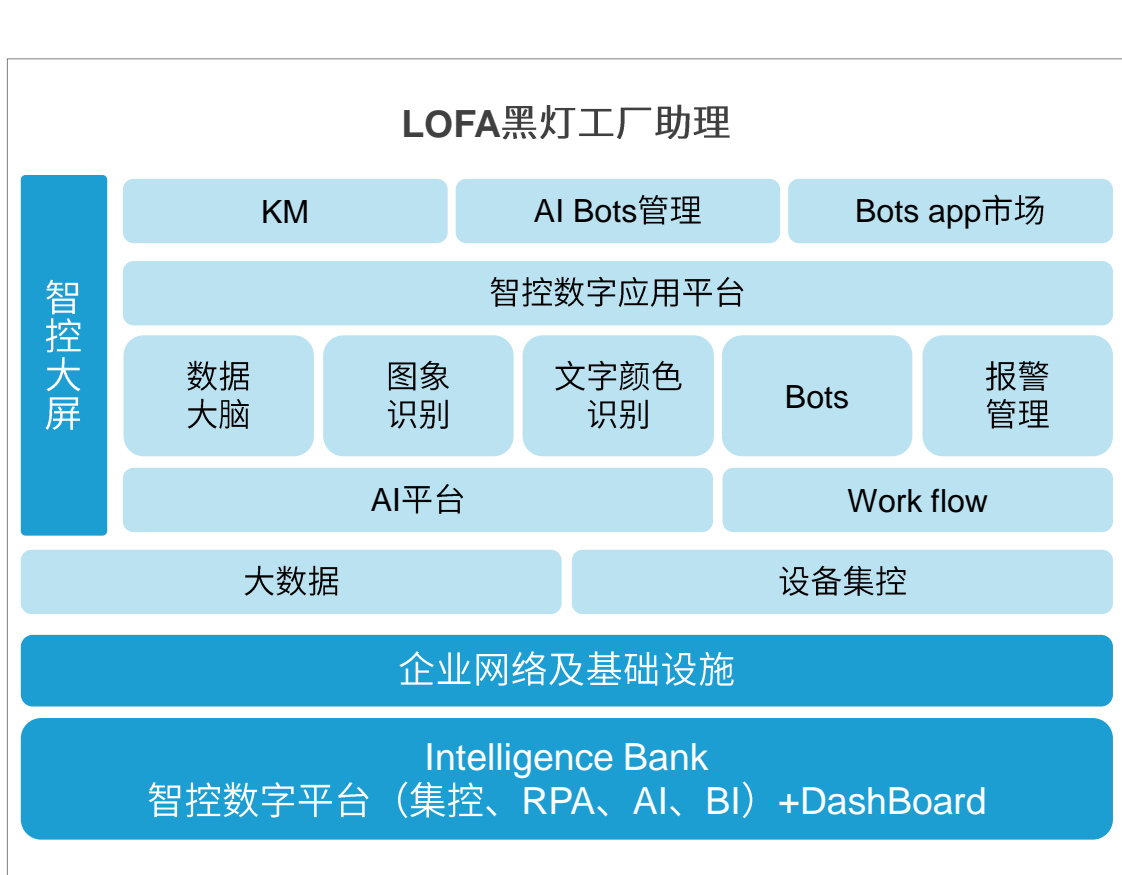 LOFA黑灯工厂助理
智
控
大
屏
KM
AI Bots管理
Bots app市场
智控数字应用平台
数据
大脑
图象
识别
文字颜色
识别
Bots
报警
管理
AI平台
Work flow
大数据
设备集控
企业网络及基础设施
Intelligence Bank
智控数字平台（集控、RPA、AI、BI）+DashBoard